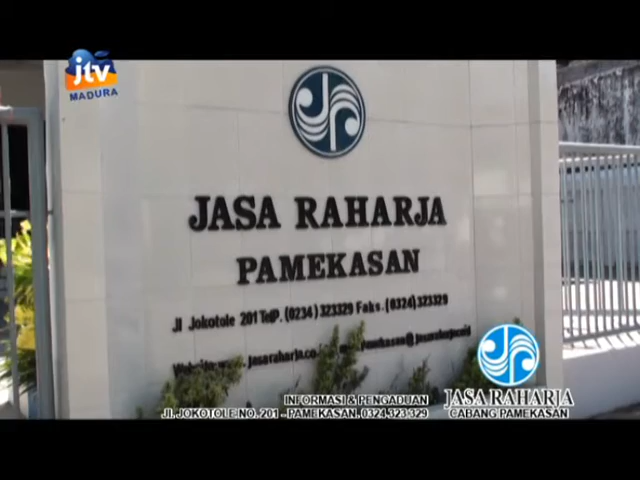 jtv
MADURA
JASA RAHARJA
PAMEKASAN
Jl Jokotole 201 Telp. (0234) 323329 Faks. (0324) 323329
INFORMASI & PENGADUAN
JL. JOKOTOLE NO. 201 - PAMEKASAN, 0324.323.329
JASA RAHARJA
CABANG PAMEKASAN